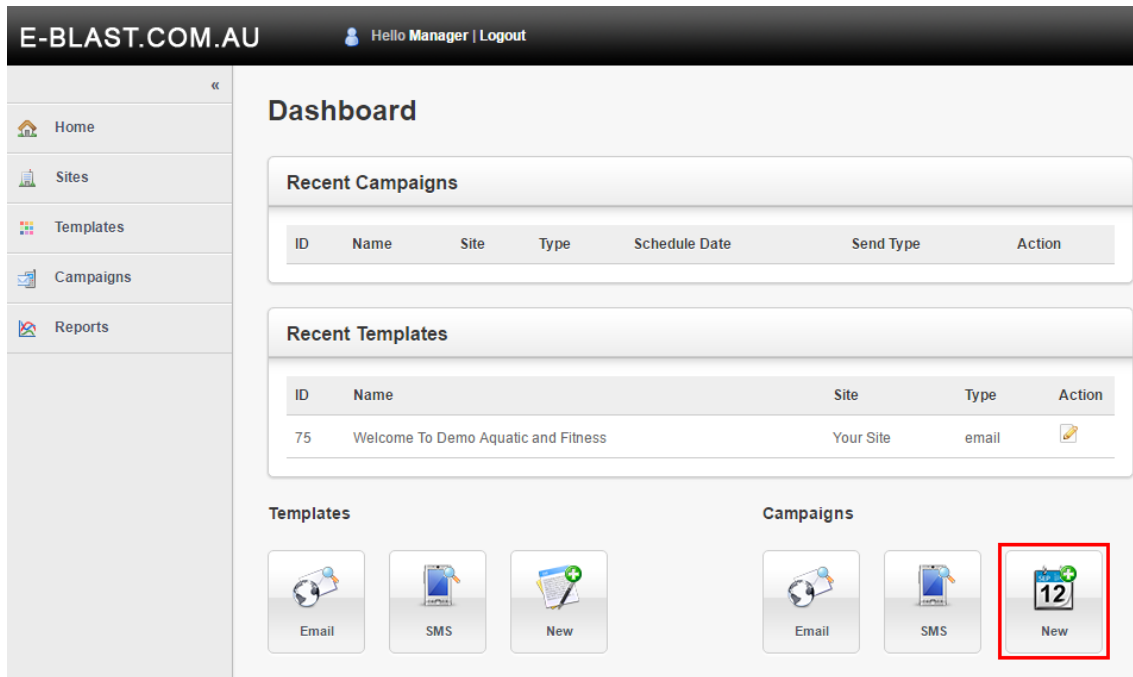 E-BLAST.COM.AU
Hello Manager | Logout
«
Home
Sites
Templates
Campaigns
Reports
Dashboard
Recent Campaigns
ID Name Site Type Schedule Date Send Type Action
Recent Templates
ID Name Site Type Action
75 Welcome To Demo Aquatic and Fitness Your Site email
Templates
Email SMS New
Campaigns
Email SMS SEP 12 New